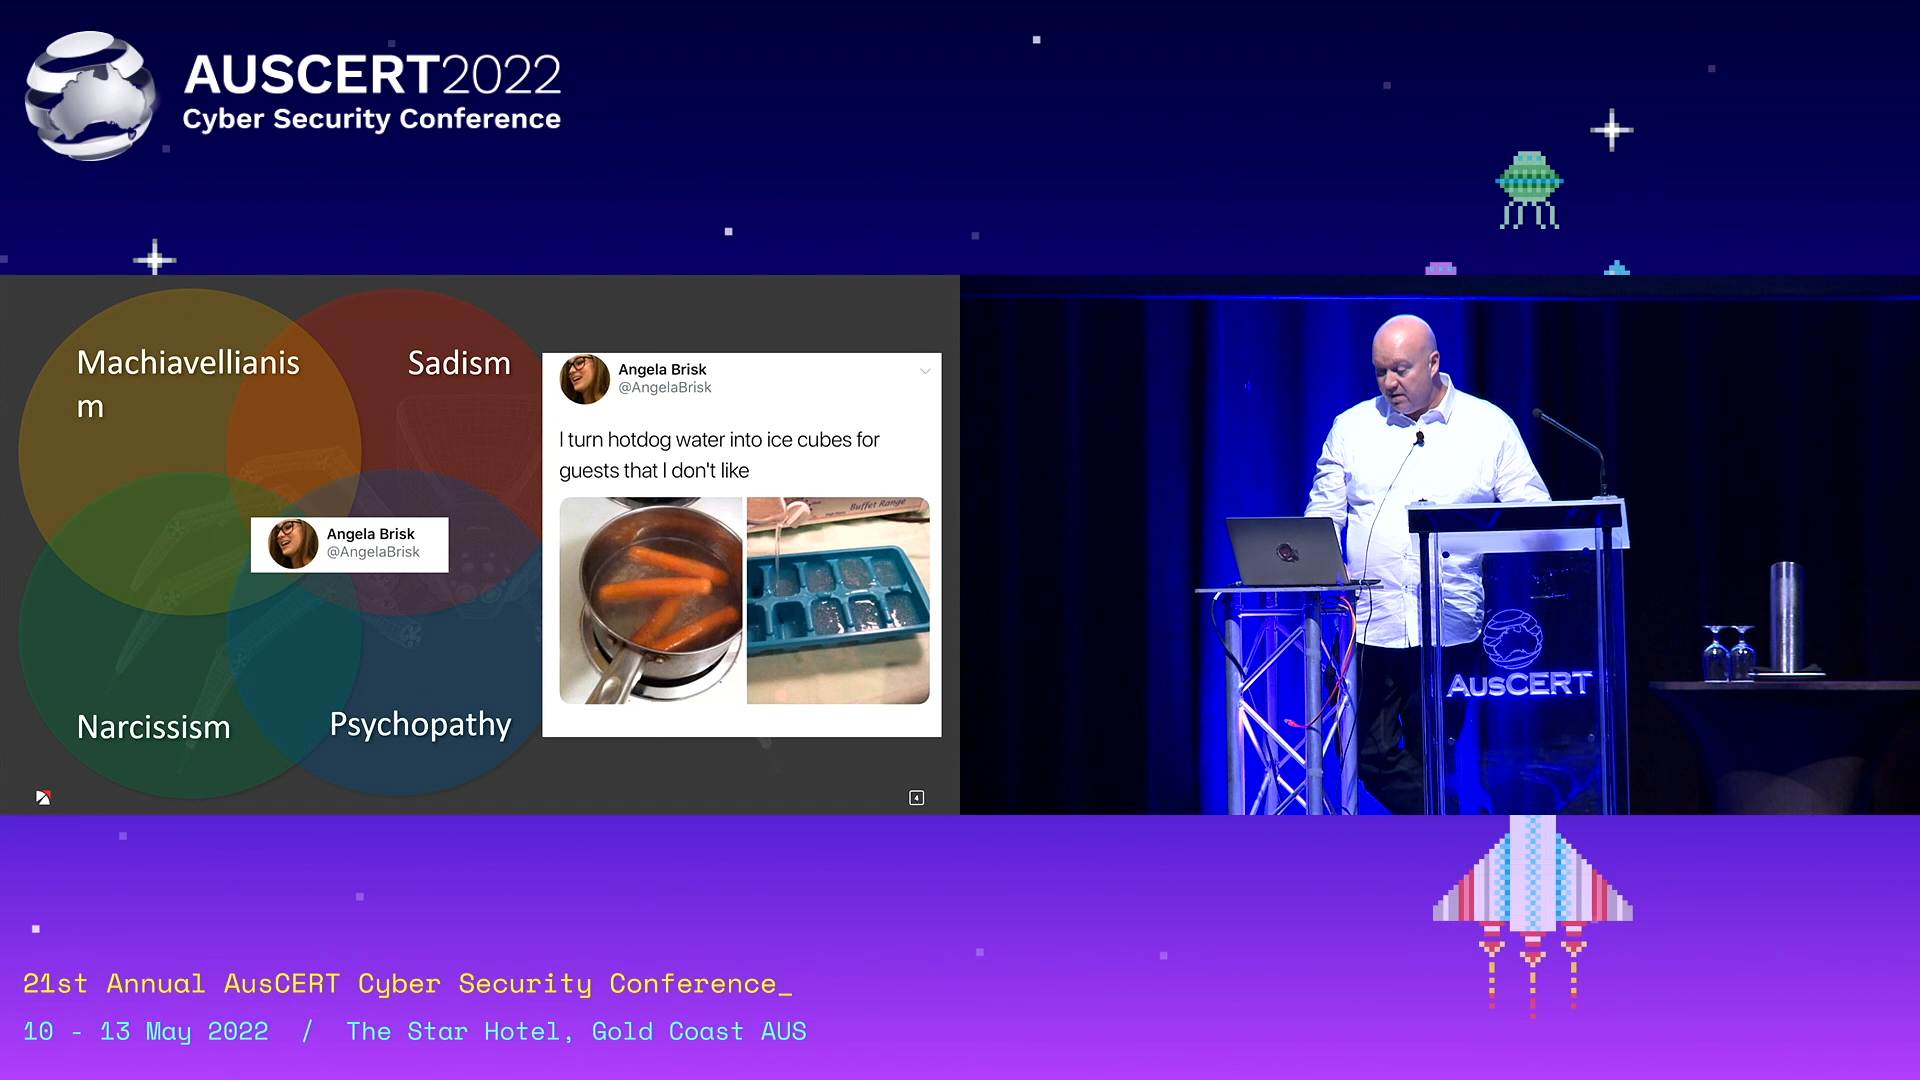 AUSCERT2022
Cyber Security Conference
Machiavellianis
m
Sadism
Narcissism
Psychopathy
Angela Brisk
@AngelaBrisk
Angela Brisk
@AngelaBrisk
I turn hotdog water into ice cubes for
guests that I don't like
Buffet Range
4
AUSCERT
21st Annual AusCERT Cyber Security Conference_
10 - 13 May 2022 / The Star Hotel, Gold Coast AUS